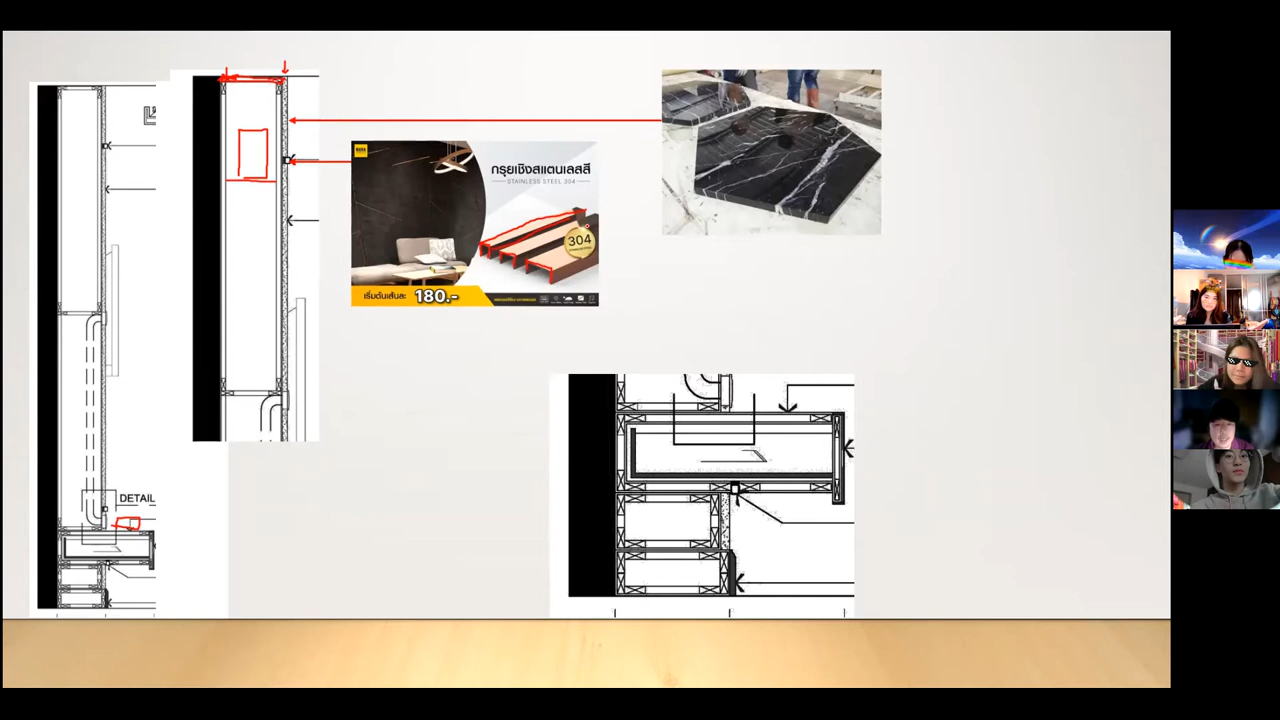 กรุยเชิงสแตนเลสสี
STAINLESS STEEL 304
304
เริ่มต้นเส้นละ 180.-
DETAIL